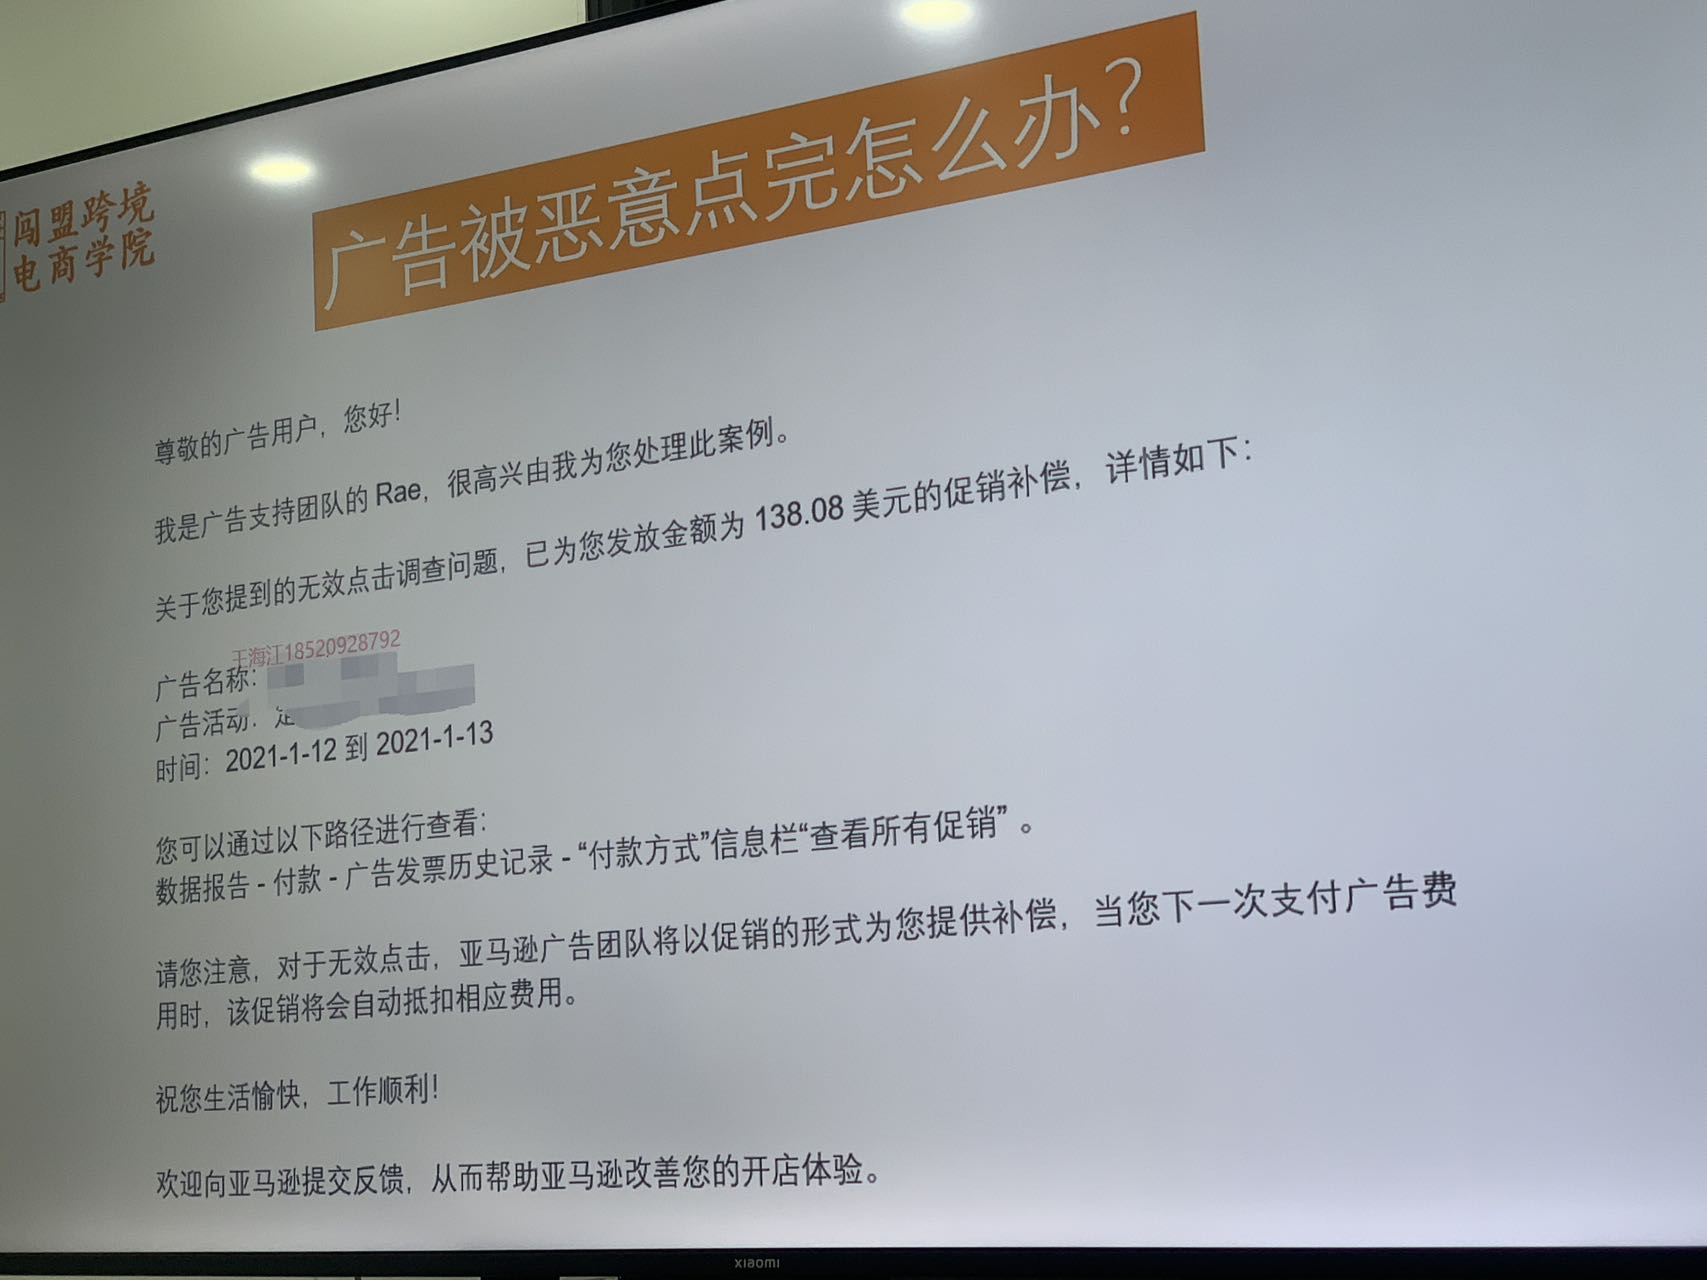 闯盟跨境
电商学院
广告被恶意点完怎么办？
尊敬的广告用户，您好！
我是广告支持团队的 Rae，很高兴由我为您处理此案例。
关于您提到的无效点击调查问题，已为您发放金额为 138.08 美元的促销补偿，详情如下：
王海江18520928792
广告名称：
广告活动：定
时间：2021-1-12 到 2021-1-13
您可以通过以下路径进行查看：
数据报告 - 付款 - 广告发票历史记录 - “付款方式”信息栏“查看所有促销” 。
请您注意，对于无效点击，亚马逊广告团队将以促销的形式为您提供补偿，当您下一次支付广告费
用时，该促销将会自动抵扣相应费用。
祝您生活愉快，工作顺利！
欢迎向亚马逊提交反馈，从而帮助亚马逊改善您的开店体验。
xiaomi